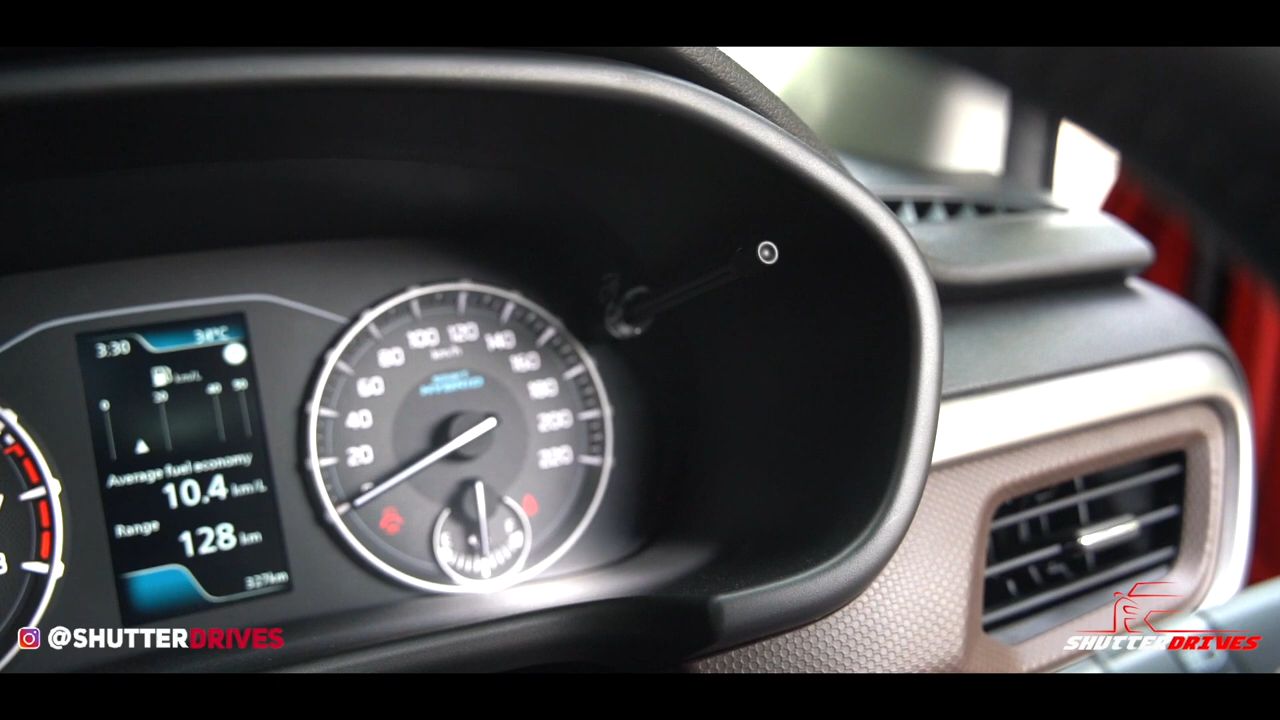 3:30
34°C
km/L
0 20 40 50
Average fuel economy
10.4 km/L
Range
128 km
327km
20
40
60
80
100
120
140
160
180
200
220
km/h
@SHUTTERDRIVES
SHUTTERDRIVES